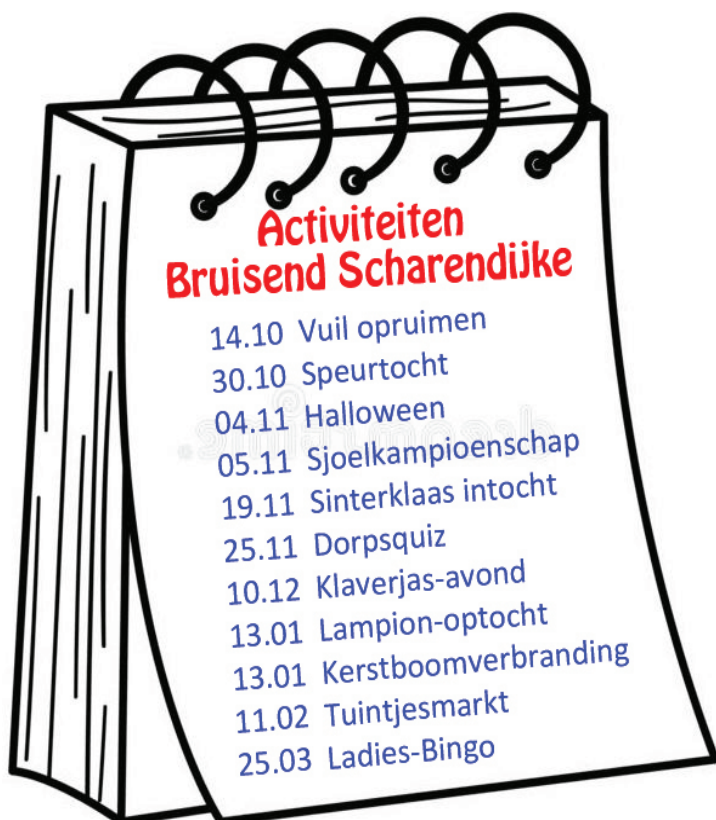 Activiteiten
Bruisend Scharendijke
14.10 Vuil opruimen
30.10 Speurtocht
04.11 Halloween
05.11 Sjoelkampioenschap
19.11 Sinterklaas intocht
25.11 Dorpsquiz
10.12 Klaverjas-avond
13.01 Lampion-optocht
13.01 Kerstboomverbranding
11.02 Tuintjesmarkt
25.03 Ladies-Bingo